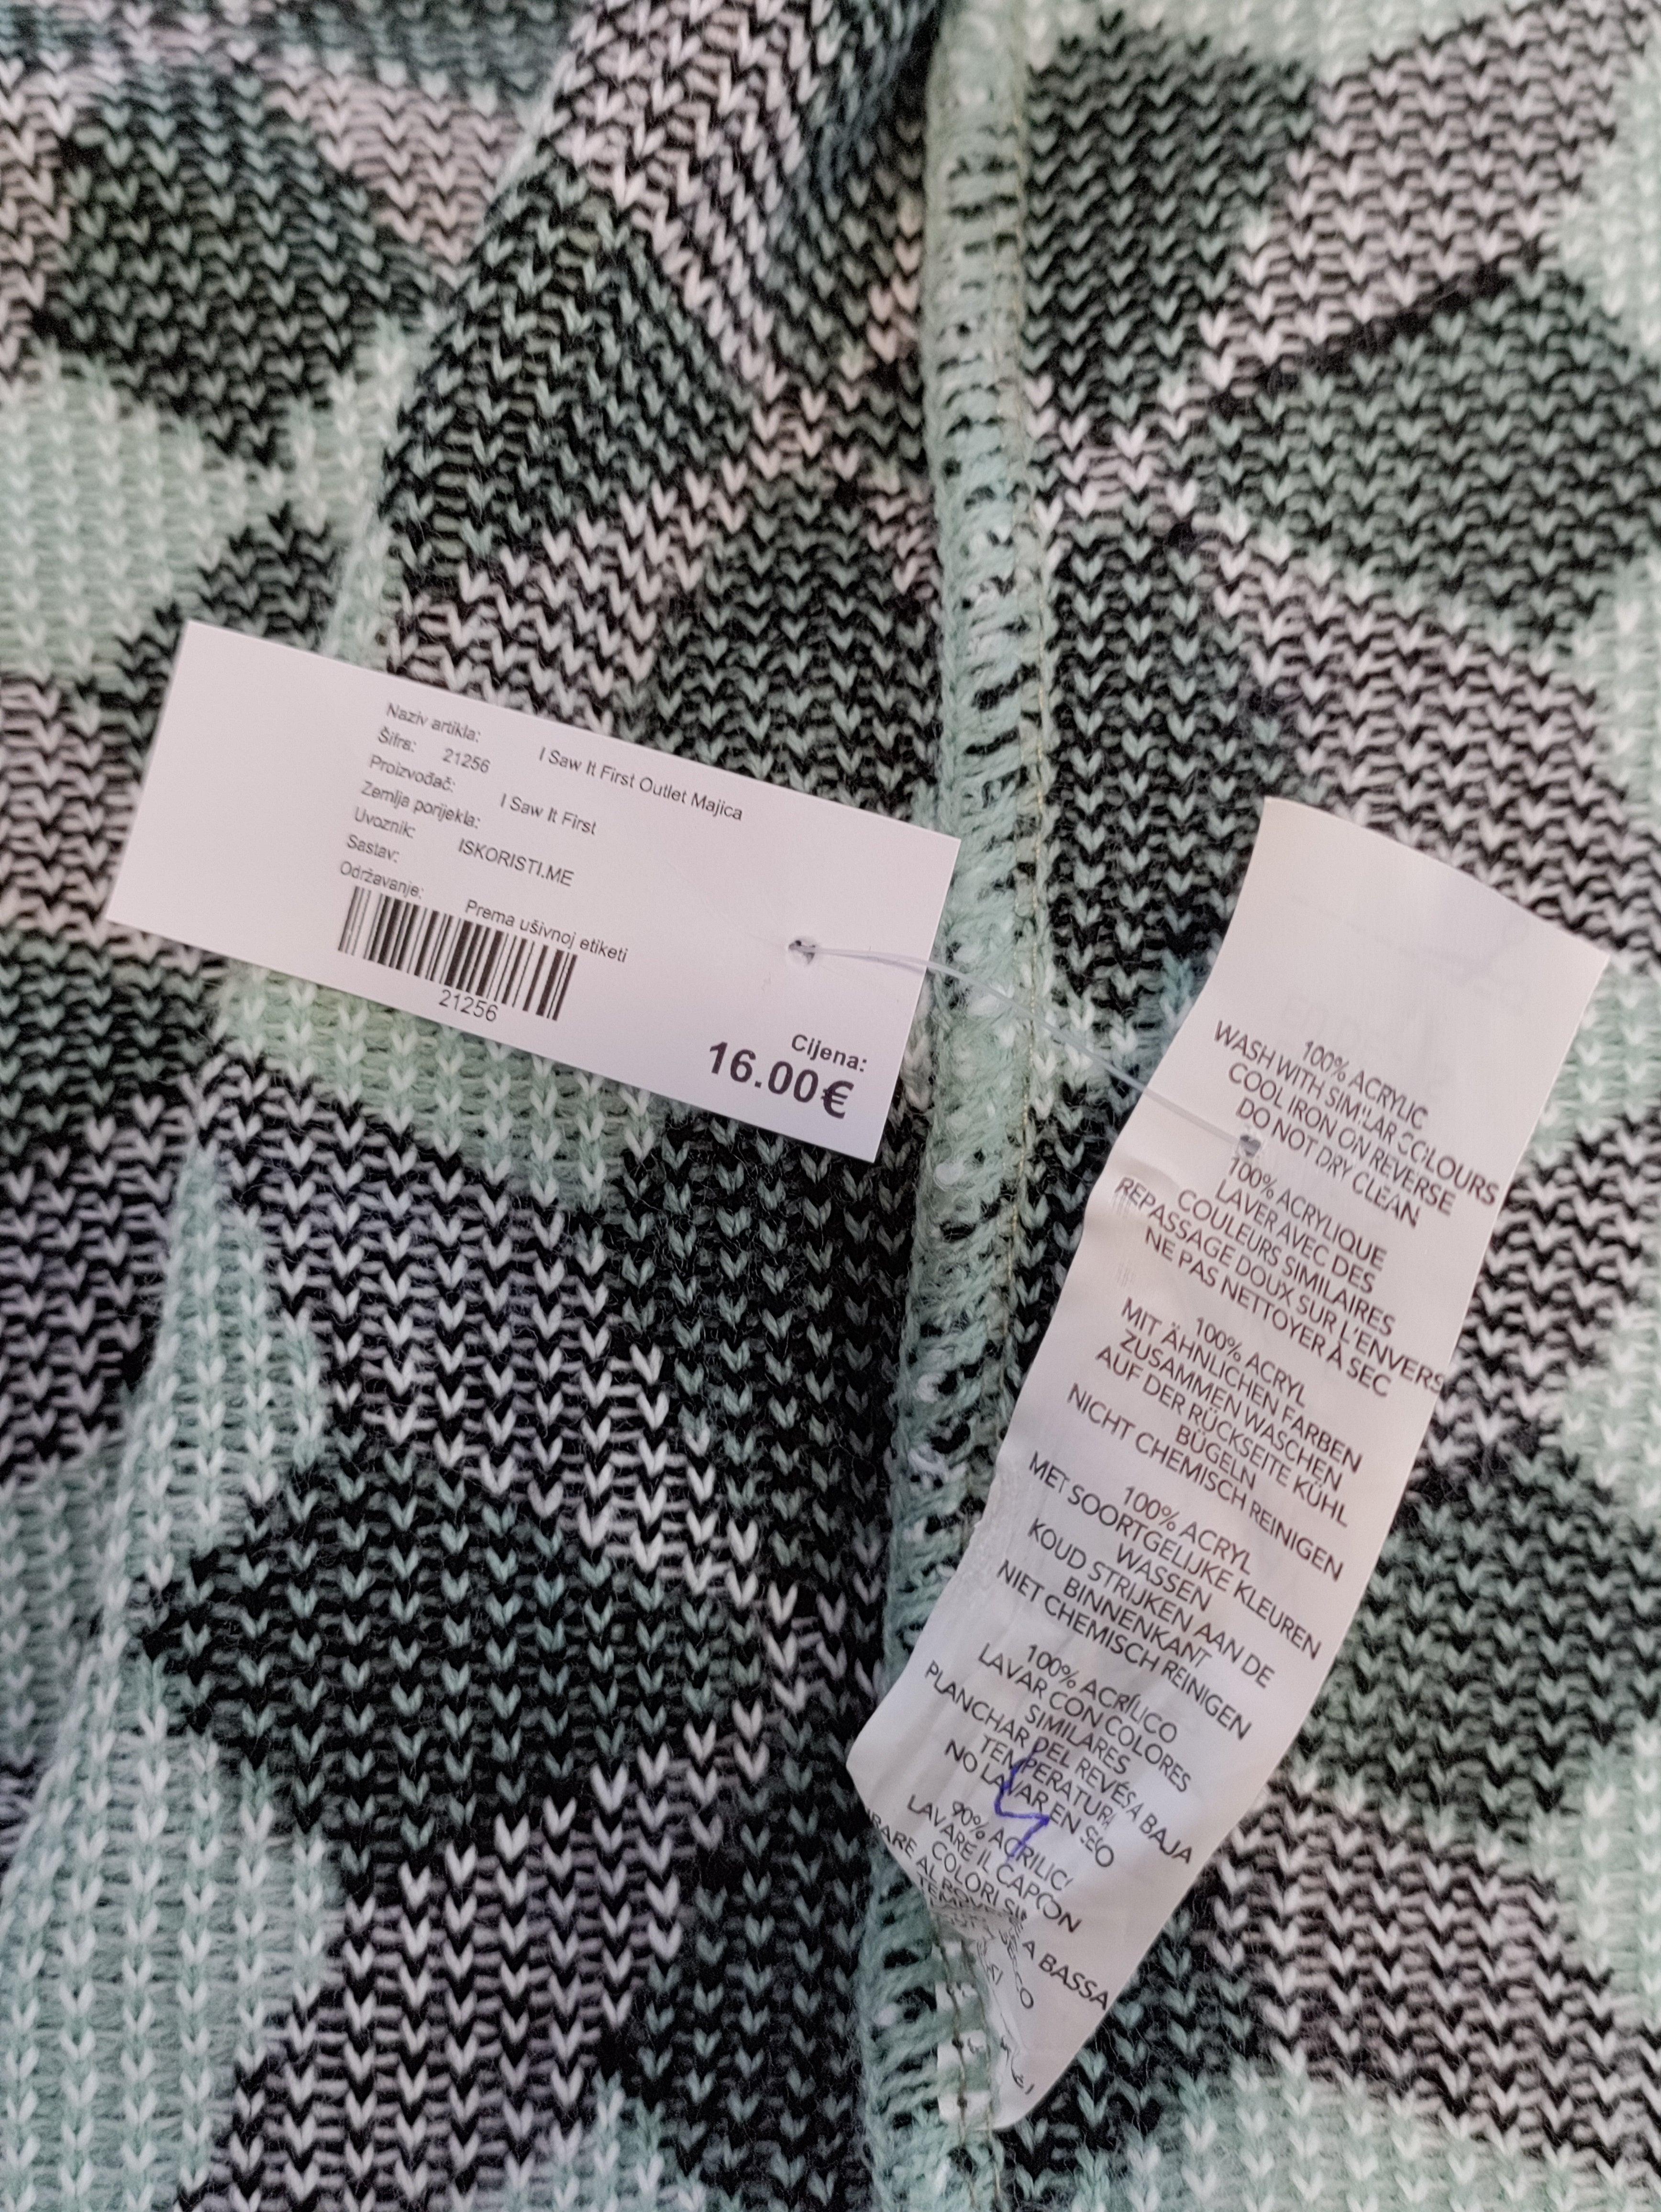 Naziv artikla: I Saw It First Outlet Majica
Šifra: 21256
Proizvođač: I Saw It First
Zemlja porijekla:
Uvoznik: ISKORISTI.ME
Sastav:
Održavanje: Prema ušivnoj etiketi
21256
Cijena:
16.00€
100% ACRYLIC
WASH WITH SIMILAR COLOURS
COOL IRON ON REVERSE
DO NOT DRY CLEAN
100% ACRYLIQUE
LAVER AVEC DES
COULEURS SIMILAIRES
REPASSAGE DOUX SUR L'ENVERS
NE PAS NETTOYER À SEC
100% ACRYL
MIT ÄHNLICHEN FARBEN
ZUSAMMEN WASCHEN
AUF DER RÜCKSEITE KÜHL
BÜGELN
NICHT CHEMISCH REINIGEN
100% ACRYL
MET SOORTGELIJKE KLEUREN
WASSEN
KOUD STRIJKEN AAN DE
BINNENKANT
NIET CHEMISCH REINIGEN
100% ACRÍLICO
LAVAR CON COLORES
SIMILARES
PLANCHAR DEL REVÉS A BAJA
TEMPERATURA
NO LAVAR EN SECO
LAVARE IL CAPO CON
COLORI
A BASSA